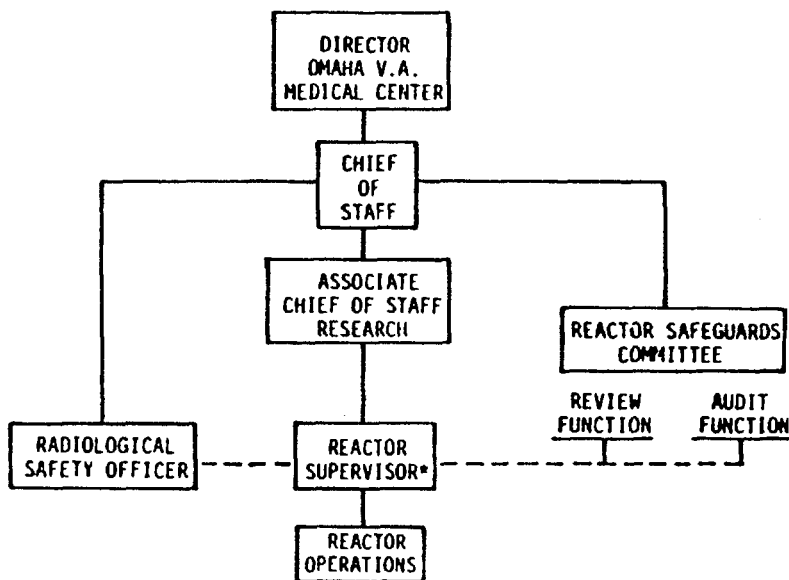 DIRECTOR
OMAHA V.A.
MEDICAL CENTER
CHIEF
OF
STAFF
ASSOCIATE
CHIEF OF STAFF
RESEARCH
REACTOR SAFEGUARDS
COMMITTEE
REVIEW
FUNCTION
AUDIT
FUNCTION
RADIOLOGICAL
SAFETY OFFICER
REACTOR
SUPERVISOR*
REACTOR
OPERATIONS